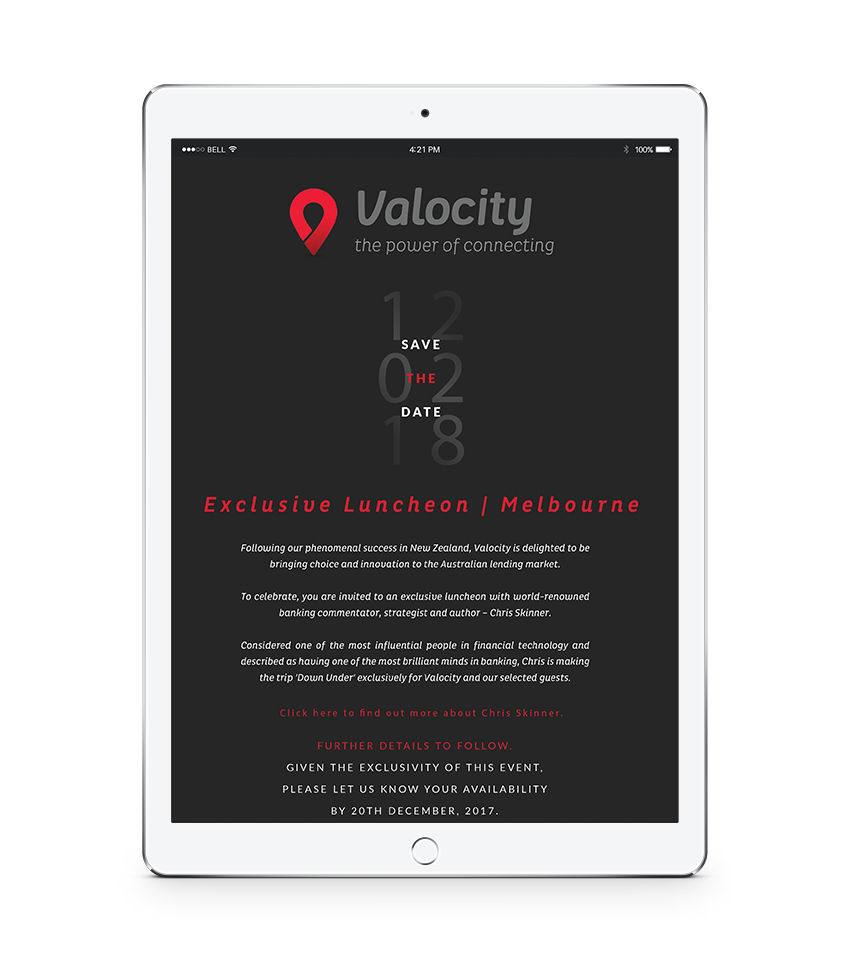 BELL
4:21 PM
100%
Valocity
the power of connecting
12
SAVE
02
THE
DATE
18
Exclusive Luncheon | Melbourne
Following our phenomenal success in New Zealand, Valocity is delighted to be
bringing choice and innovation to the Australian lending market.
To celebrate, you are invited to an exclusive luncheon with world-renowned
banking commentator, strategist and author – Chris Skinner.
Considered one of the most influential people in financial technology and
described as having one of the most brilliant minds in banking, Chris is making
the trip 'Down Under' exclusively for Valocity and our selected guests.
Click here to find out more about Chris Skinner.
FURTHER DETAILS TO FOLLOW.
GIVEN THE EXCLUSIVITY OF THIS EVENT,
PLEASE LET US KNOW YOUR AVAILABILITY
BY 20TH DECEMBER, 2017.